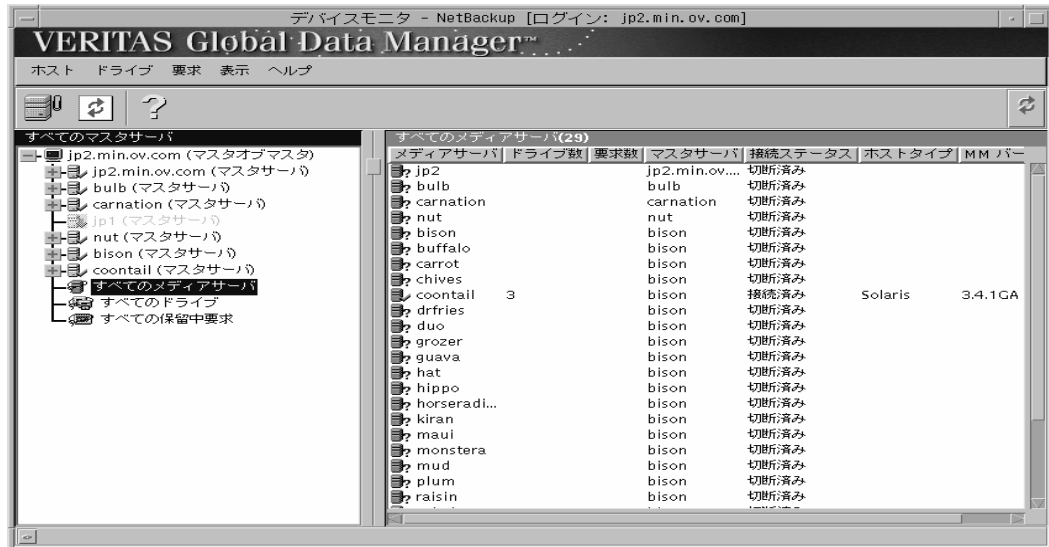 デバイスモニタ - NetBackup [ログイン: jp2.min.ov.com]
VERITAS Global Data Manager™
ホスト ドライブ 要求 表示 ヘルプ
すべてのマスタサーバ
jp2.min.ov.com (マスタオブマスタ)
jp2.min.ov.com (マスタサーバ)
bulb (マスタサーバ)
carnation (マスタサーバ)
jp1 (マスタサーバ)
nut (マスタサーバ)
bison (マスタサーバ)
coontail (マスタサーバ)
すべてのメディアサーバ
すべてのドライブ
すべての保留中要求
すべてのメディアサーバ(29)
メディアサーバ ドライブ数 要求数 マスタサーバ 接続ステータス ホストタイプ MM バー
jp2 jp2.min.ov.... 切断済み
bulb bulb 切断済み
carnation carnation 切断済み
nut nut 切断済み
bison bison 切断済み
buffalo bison 切断済み
carrot bison 切断済み
chives bison 切断済み
coontail 3 bison 接続済み Solaris 3.4.1GA
drfries bison 切断済み
duo bison 切断済み
grozer bison 切断済み
guava bison 切断済み
hat bison 切断済み
hippo bison 切断済み
horseradi... bison 切断済み
kiran bison 切断済み
maui bison 切断済み
monstera bison 切断済み
mud bison 切断済み
plum bison 切断済み
raisin bison 切断済み